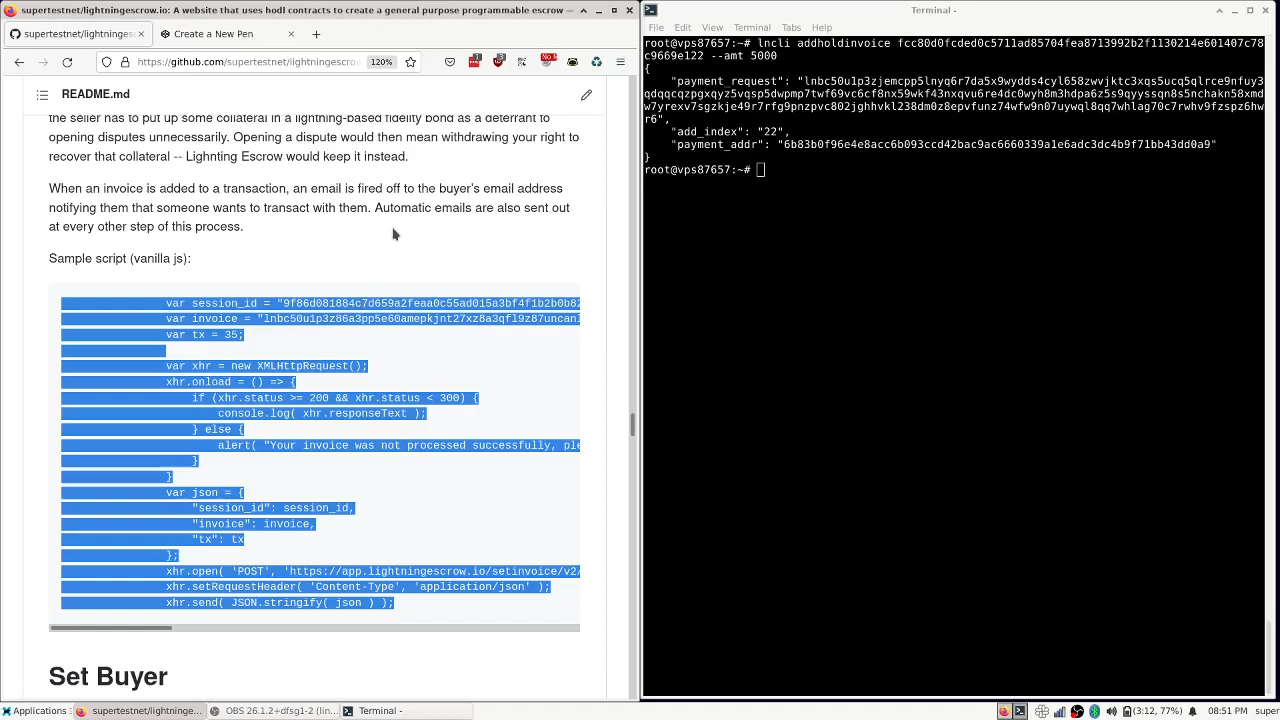 supertestnet/lightningescrow.io: A website that uses hodl contracts to create a general purpose programmable escrow
supertestnet/lightningesc
Create a New Pen
https://github.com/supertestnet/lightningescrow
120%
README.md
the seller has to put up some collateral in a lightning-based fidelity bond as a deterrant to
opening disputes unnecessarily. Opening a dispute would then mean withdrawing your right to
recover that collateral -- Lighnting Escrow would keep it instead.
When an invoice is added to a transaction, an email is fired off to the buyer's email address
notifying them that someone wants to transact with them. Automatic emails are also sent out
at every other step of this process.
Sample script (vanilla js):
var session_id = "9f86d081884c7d659a2feaa0c55ad015a3bf4f1b2b0b82
var invoice = "lnbc50u1p3z86a3pp5e60amepkjnt27xz8a3qfl9z87uncanl
var tx = 35;
var xhr = new XMLHttpRequest();
xhr.onload = () => {
if (xhr.status >= 200 && xhr.status < 300) {
console.log( xhr.responseText );
} else {
alert( "Your invoice was not processed successfully, ple
}
}
var json = {
"session_id": session_id,
"invoice": invoice,
"tx": tx
};
xhr.open( 'POST', 'https://app.lightningescrow.io/setinvoice/v2/
xhr.setRequestHeader( 'Content-Type', 'application/json' );
xhr.send( JSON.stringify( json ) );
Set Buyer
Terminal -
File Edit View Terminal Tabs Help
root@vps87657:~# lncli addholdinvoice fcc80d0fcded0c5711ad85704fea8713992b2f1130214e601407c78
c9669e122 --amt 5000
{
"payment_request": "lnbc50u1p3zjemcpp5lnyq6r7da5x9wydds4cyl658zwvjktc3xqs5ucq5qlrce9nfuy3
qdqqcqzpgxqyz5vqsp5dwpmp7twf69vc6cf8nx59wkf43nxqvu6re4dc0wyh8m3hdpa6z5s9qyyssqn8s5nchakn58xmd
w7yrexv7sgzkje49r7rfg9pnzpvc802jghhvkl238dm0z8epvfunz74wfw9n07uywql8qq7whlag70c7rwhv9fzspz6hw
r6",
"add_index": "22",
"payment_addr": "6b83b0f96e4e8acc6b093ccd42bac9ac6660339a1e6adc3dc4b9f71bb43dd0a9"
}
root@vps87657:~#
Applications
supertestnet/lightninge...
OBS 26.1.2+dfsg1-2 (lin...
Terminal -
(3:12, 77%)
08:51 PM
super